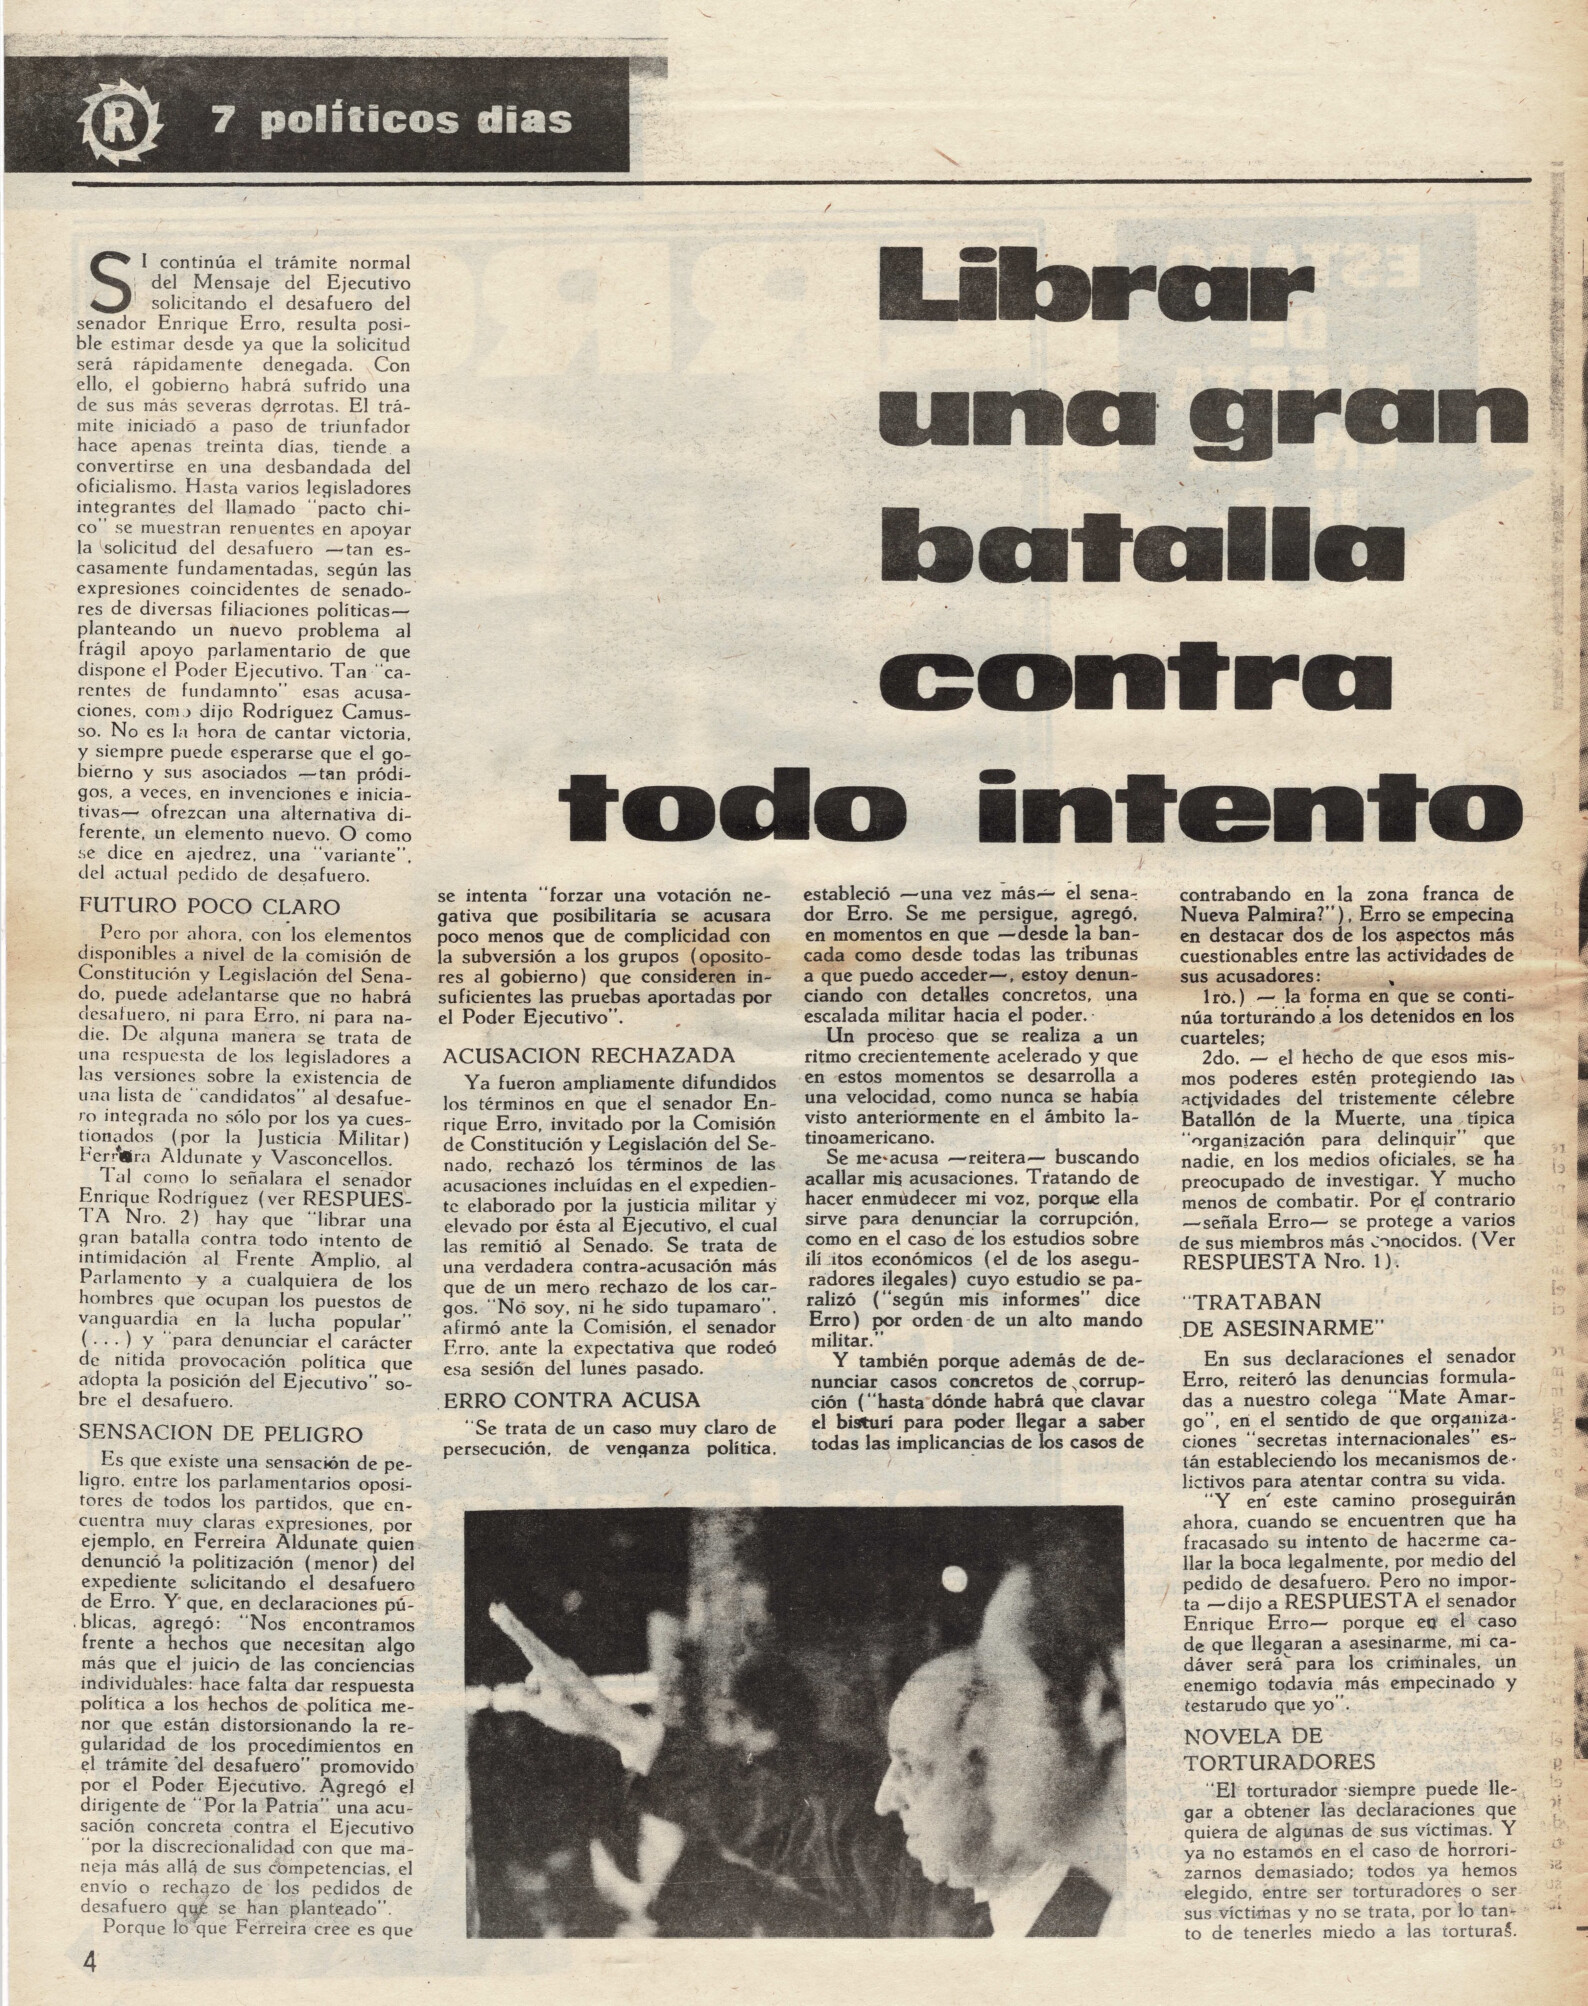 R
7 políticos dias
Librar
una gran
batalla
contra
todo intento
SI continúa el trámite normal
del Mensaje del Ejecutivo
solicitando el desafuero del
senador Enrique Erro, resulta posi-
ble estimar desde ya que la solicitud
será rápidamente denegada. Con
ello, el gobierno habrá sufrido una
de sus más severas derrotas. El trá-
mite iniciado a paso de triunfador
hace apenas treinta dias, tiende a
convertirse en una desbandada del
oficialismo. Hasta varios legisladores
integrantes del llamado "pacto chi-
co" se muestran renuentes en apoyar
la solicitud del desafuero —tan es-
casamente fundamentadas, según las
expresiones coincidentes de senado-
res de diversas filiaciones políticas—
planteando un nuevo problema al
frágil apoyo parlamentario de que
dispone el Poder Ejecutivo. Tan "ca-
rentes de fundamnto" esas acusa-
ciones, como dijo Rodríguez Camus-
so. No es la hora de cantar victoria,
y siempre puede esperarse que el go-
bierno y sus asociados —tan pródi-
gos, a veces, en invenciones e inicia-
tivas— ofrezcan una alternativa di-
ferente, un elemento nuevo. O como
se dice en ajedrez, una "variante",
del actual pedido de desafuero.
FUTURO POCO CLARO
Pero por ahora, con los elementos
disponibles a nivel de la comisión de
Constitución y Legislación del Sena-
do, puede adelantarse que no habrá
desafuero, ni para Erro, ni para na-
die. De alguna manera se trata de
una respuesta de los legisladores a
las versiones sobre la existencia de
una lista de "candidatos" al desafue-
ro integrada no sólo por los ya cues-
tionados (por la Justicia Militar)
Ferreira Aldunate y Vasconcellos.
Tal como lo señalara el senador
Enrique Rodríguez (ver RESPUES-
TA Nro. 2) hay que "librar una
gran batalla contra todo intento de
intimidación al Frente Amplio, al
Parlamento y a cualquiera de los
hombres que ocupan los puestos de
vanguardia en la lucha popular"
(...) y "para denunciar el carácter
de nitida provocación política que
adopta la posición del Ejecutivo" so-
bre el desafuero.
SENSACION DE PELIGRO
Es que existe una sensación de pe-
ligro, entre los parlamentarios oposi-
tores de todos los partidos, que en-
cuentra muy claras expresiones, por
ejemplo, en Ferreira Aldunate quien
denunció la politización (menor) del
expediente solicitando el desafuero
de Erro. Y que, en declaraciones pú-
blicas, agregó: "Nos encontramos
frente a hechos que necesitan algo
más que el juicio de las conciencias
individuales: hace falta dar respuesta
política a los hechos de política me-
nor que están distorsionando la re-
gularidad de los procedimientos en
el trámite del desafuero" promovido
por el Poder Ejecutivo. Agregó el
dirigente de "Por la Patria" una acu-
sación concreta contra el Ejecutivo
"por la discrecionalidad con que ma-
neja más allá de sus competencias, el
envio o rechazo de los pedidos de
desafuero que se han planteado".
Porque lo que Ferreira cree es que
se intenta "forzar una votación ne-
gativa que posibilitaria se acusara
poco menos que de complicidad con
la subversión a los grupos (oposito-
res al gobierno) que consideren in-
suficientes las pruebas aportadas por
el Poder Ejecutivo".
ACUSACION RECHAZADA
Ya fueron ampliamente difundidos
los términos en que el senador En-
rique Erro, invitado por la Comisión
de Constitución y Legislación del Se-
nado, rechazó los términos de las
acusaciones incluídas en el expedien-
te elaborado por la justicia militar y
elevado por ésta al Ejecutivo, el cual
las remitió al Senado. Se trata de
una verdadera contra-acusación más
que de un mero rechazo de los car-
gos. "No soy, ni he sido tupamaro",
afirmó ante la Comisión, el senador
Erro, ante la expectativa que rodeó
esa sesión del lunes pasado.
ERRO CONTRA ACUSA
"Se trata de un caso muy claro de
persecución, de venganza política,
estableció —una vez más— el sena-
dor Erro. Se me persigue, agregó,
en momentos en que —desde la ban-
cada como desde todas las tribunas
a que puedo acceder—, estoy denun-
ciando con detalles concretos, una
escalada militar hacia el poder.
Un proceso que se realiza a un
ritmo crecientemente acelerado y que
en estos momentos se desarrolla a
una velocidad, como nunca se había
visto anteriormente en el ámbito la-
tinoamericano.
Se me acusa —reitera— buscando
acallar mis acusaciones. Tratando de
hacer enmudecer mi voz, porque ella
sirve para denunciar la corrupción,
como en el caso de los estudios sobre
ilícitos económicos (el de los asegu-
radores ilegales) cuyo estudio se pa-
ralizó ("según mis informes" dice
Erro) por orden de un alto mando
militar."
Y también porque además de de-
nunciar casos concretos de corrup-
ción ("hasta dónde habrá que clavar
el bisturí para poder llegar a saber
todas las implicancias de los casos de
contrabando en la zona franca de
Nueva Palmira?"), Erro se empecina
en destacar dos de los aspectos más
cuestionables entre las actividades de
sus acusadores:
1ro.) — la forma en que se conti-
núa torturando a los detenidos en los
cuarteles;
2do. — el hecho de que esos mis-
mos poderes estén protegiendo las
actividades del tristemente célebre
Batallón de la Muerte, una típica
"organización para delinquir" que
nadie, en los medios oficiales, se ha
preocupado de investigar. Y mucho
menos de combatir. Por el contrario
—señala Erro— se protege a varios
de sus miembros más conocidos. (Ver
RESPUESTA Nro. 1).
"TRATABAN
DE ASESINARME"
En sus declaraciones el senador
Erro, reiteró las denuncias formula-
das a nuestro colega "Mate Amar-
go", en el sentido de que organiza-
ciones "secretas internacionales" es-
tán estableciendo los mecanismos de-
lictivos para atentar contra su vida.
"Y en este camino proseguirán
ahora, cuando se encuentren que ha
fracasado su intento de hacerme ca-
llar la boca legalmente, por medio del
pedido de desafuero. Pero no impor-
ta —dijo a RESPUESTA el senador
Enrique Erro— porque en el caso
de que llegaran a asesinarme, mi ca-
dáver será para los criminales, un
enemigo todavía más empecinado y
testarudo que yo".
NOVELA DE
TORTURADORES
"El torturador siempre puede lle-
gar a obtener las declaraciones que
quiera de algunas de sus víctimas. Y
ya no estamos en el caso de horrori-
zarnos demasiado; todos ya hemos
elegido, entre ser torturadores o ser
sus víctimas y no se trata, por lo tan-
to de tenerles miedo a las torturas.
4